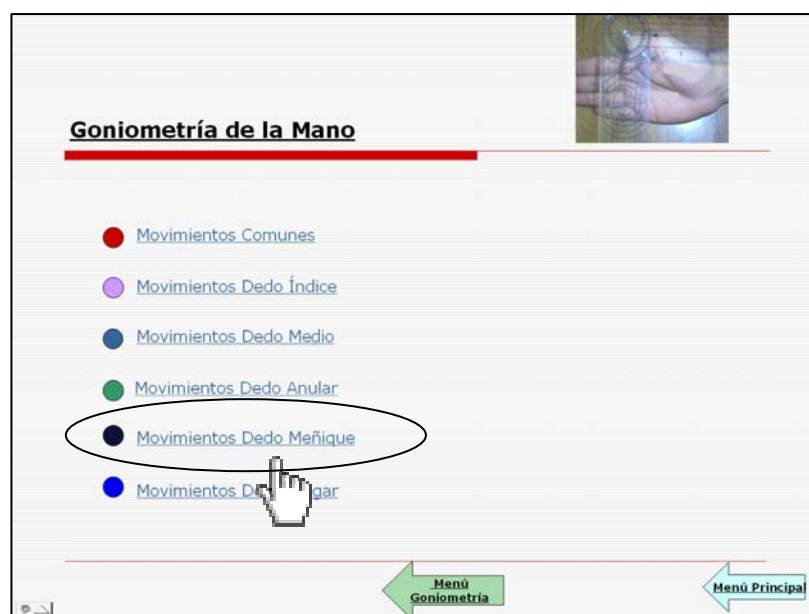 Goniometría de la Mano
Movimientos Comunes
Movimientos Dedo Índice
Movimientos Dedo Medio
Movimientos Dedo Anular
Movimientos Dedo Meñique
Movimientos
Menú
Goniometría
Menú Principal